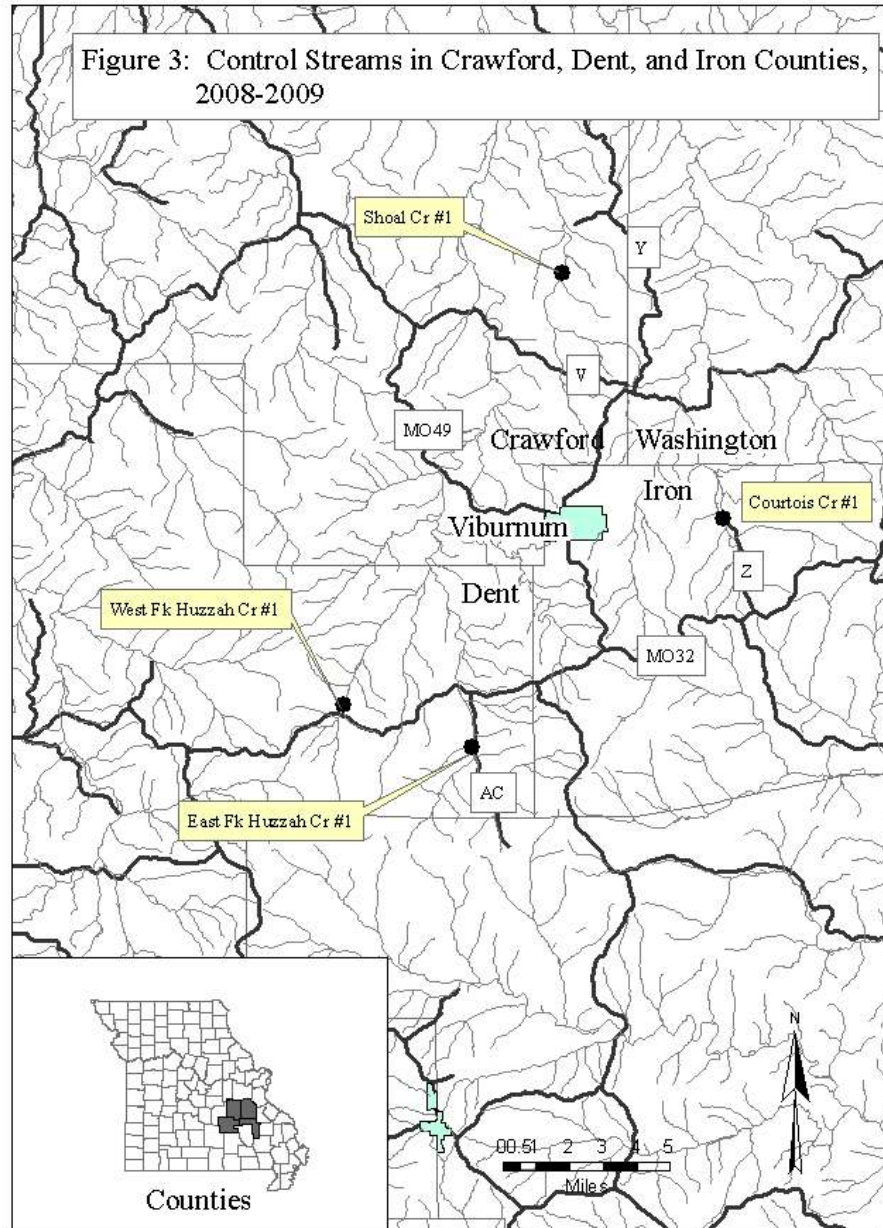 Figure 3: Control Streams in Crawford, Dent, and Iron Counties,
2008-2009
Shoal Cr #1
Y
V
MO49
Crawford
Washington
Iron
Courtois Cr #1
Viburnum
Z
Dent
West Fk Huzzah Cr #1
MO32
AC
East Fk Huzzah Cr #1
N
0 0.5 1 2 3 4 5
Miles
Counties